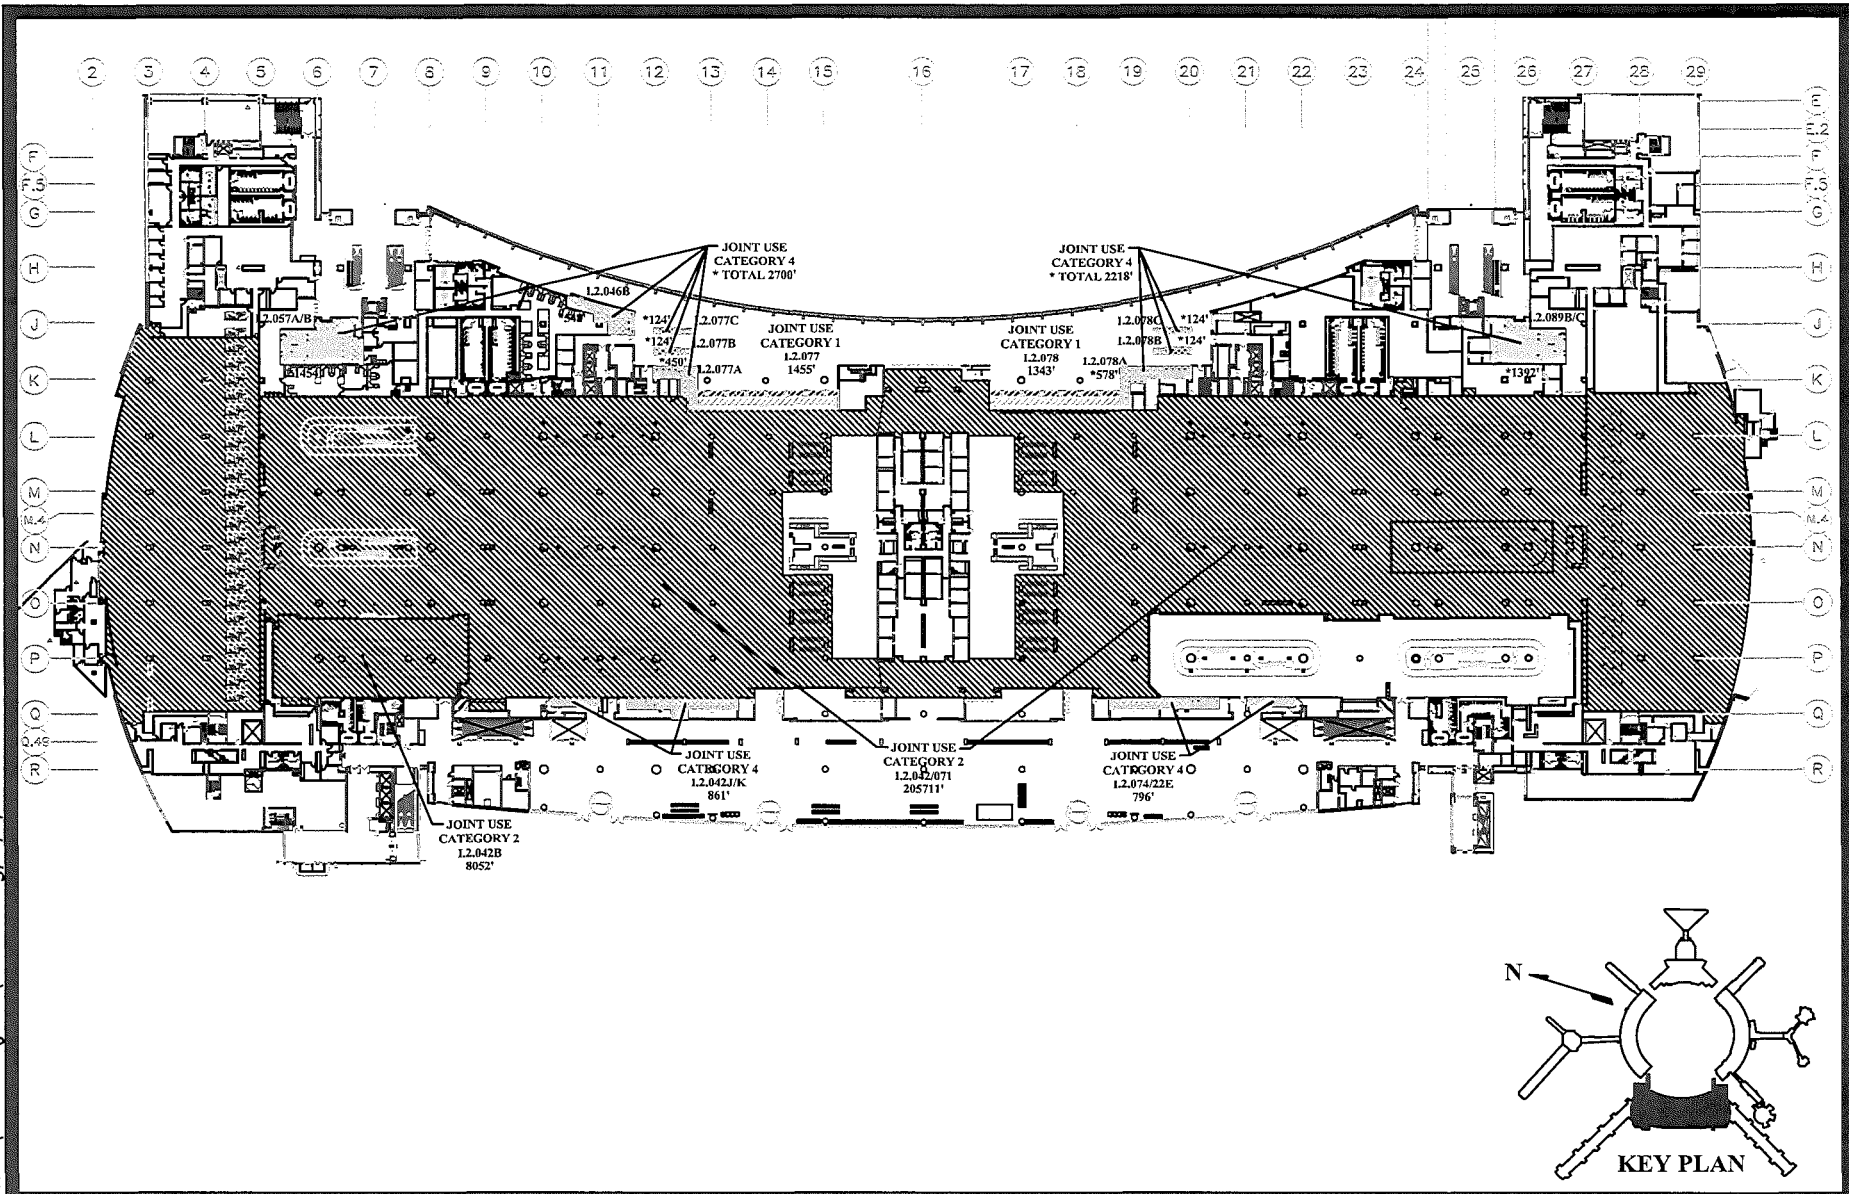 2 3 4 5 6 7 8 9 10 11 12 13 14 15 16 17 18 19 20 21 22 23 24 25 26 27 28 29
E
F
F
F.5
F.5
G
G
JOINT USE
CATEGORY 4
* TOTAL 2700'
JOINT USE
CATEGORY 4
* TOTAL 2218'
H
H
1.2.046B
1.2.057A/B
*124'
1.2.077C
*124'
1.2.077B
*450'
1.2.077A
JOINT USE
CATEGORY 1
1.2.077
1455'
JOINT USE
CATEGORY 1
1.2.078
1343'
1.2.078C
*124'
1.2.078B
*124'
1.2.078A
*578'
1.2.089B/C
*1392'
J
J
K
K
L
L
M
M
M.4
M.4
N
N
O
O
P
P
Q
Q
Q.48
R
R
JOINT USE
CATEGORY 4
1.2.042J/K
861'
JOINT USE
CATEGORY 2
1.2.042/071
205711'
JOINT USE
CATEGORY 4
1.2.074/22E
796'
JOINT USE
CATEGORY 2
1.2.042B
8052'
N
KEY PLAN